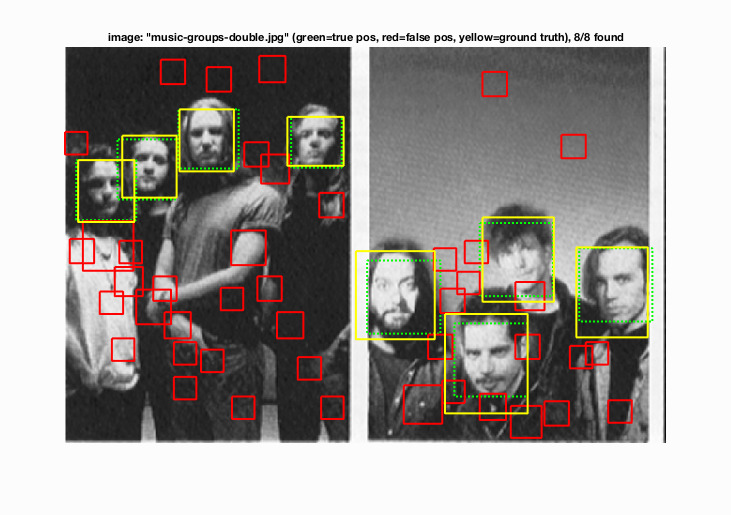 image: "music-groups-double.jpg" (green=true pos, red=false pos, yellow=ground truth), 8/8 found